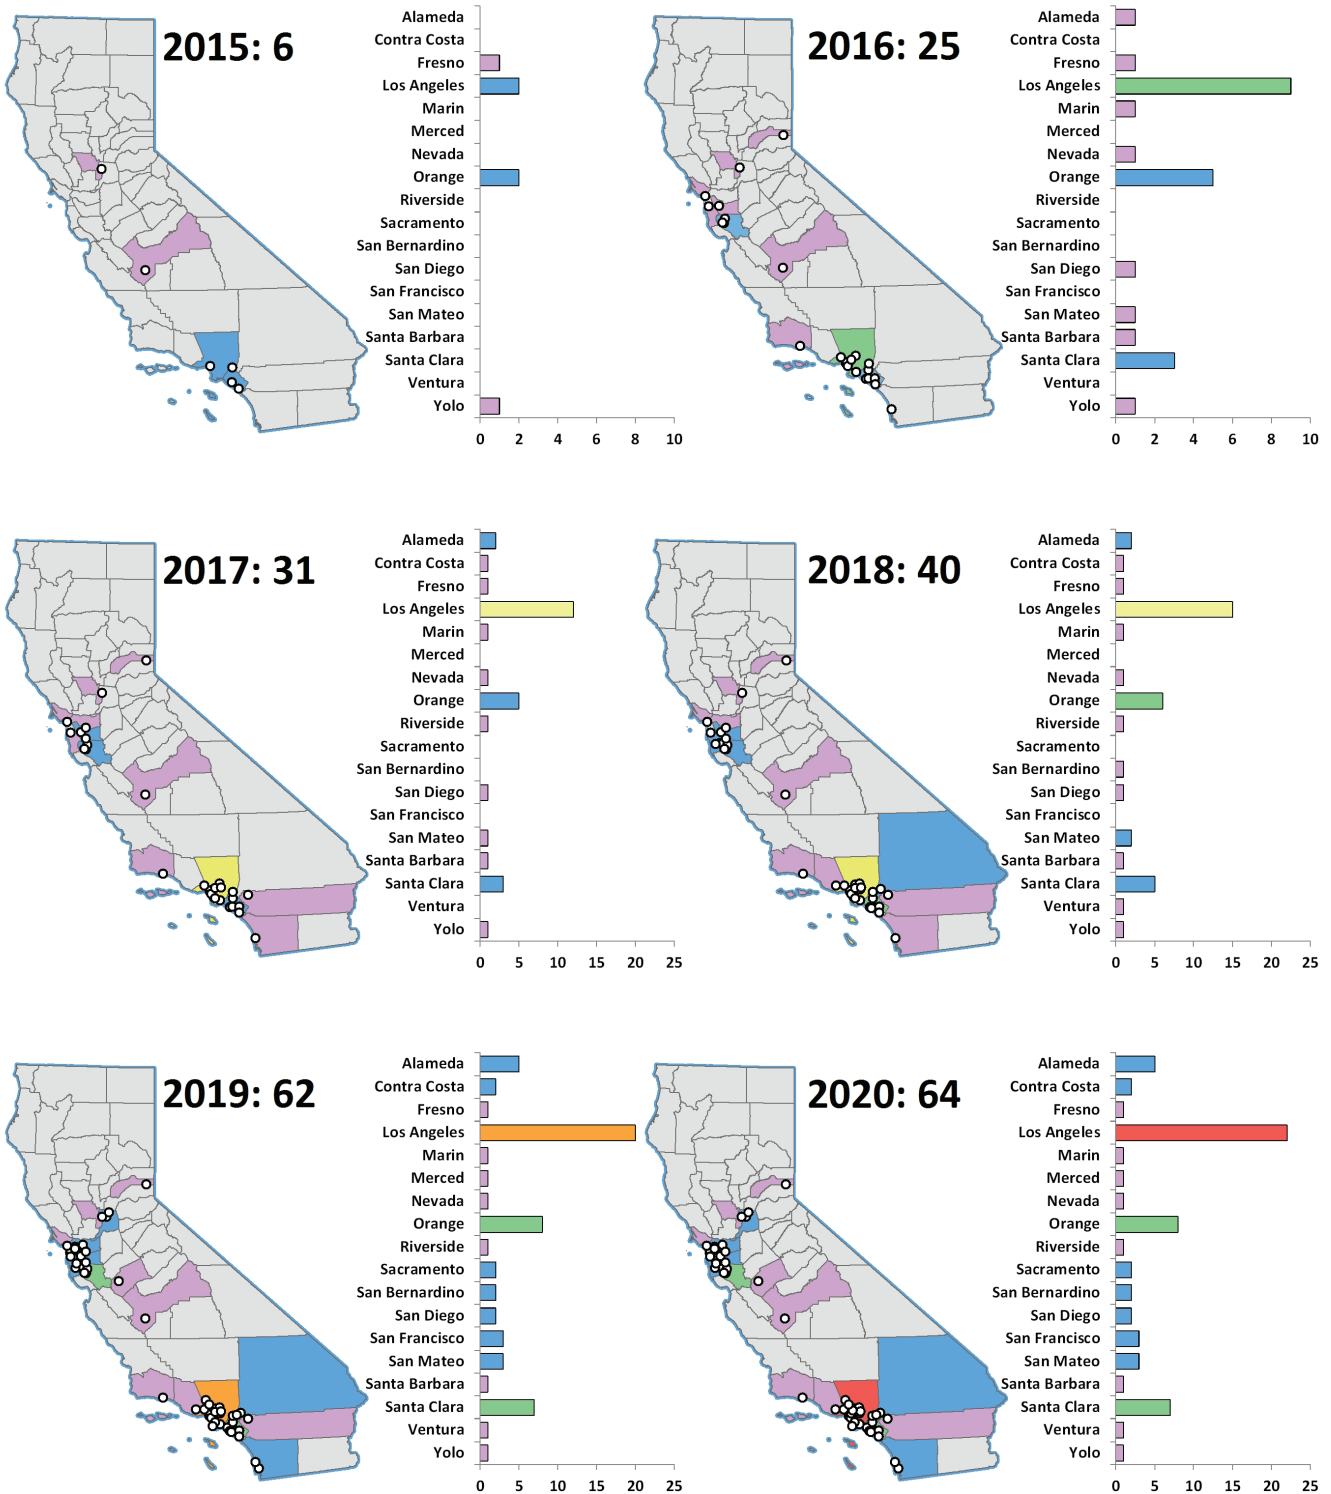 2015: 6
Alameda
Contra Costa
Fresno
Los Angeles
Marin
Merced
Nevada
Orange
Riverside
Sacramento
San Bernardino
San Diego
San Francisco
San Mateo
Santa Barbara
Santa Clara
Ventura
Yolo
0 2 4 6 8 10
2016: 25
Alameda
Contra Costa
Fresno
Los Angeles
Marin
Merced
Nevada
Orange
Riverside
Sacramento
San Bernardino
San Diego
San Francisco
San Mateo
Santa Barbara
Santa Clara
Ventura
Yolo
0 2 4 6 8 10
2017: 31
Alameda
Contra Costa
Fresno
Los Angeles
Marin
Merced
Nevada
Orange
Riverside
Sacramento
San Bernardino
San Diego
San Francisco
San Mateo
Santa Barbara
Santa Clara
Ventura
Yolo
0 5 10 15 20 25
2018: 40
Alameda
Contra Costa
Fresno
Los Angeles
Marin
Merced
Nevada
Orange
Riverside
Sacramento
San Bernardino
San Diego
San Francisco
San Mateo
Santa Barbara
Santa Clara
Ventura
Yolo
0 5 10 15 20 25
2019: 62
Alameda
Contra Costa
Fresno
Los Angeles
Marin
Merced
Nevada
Orange
Riverside
Sacramento
San Bernardino
San Diego
San Francisco
San Mateo
Santa Barbara
Santa Clara
Ventura
Yolo
0 5 10 15 20 25
2020: 64
Alameda
Contra Costa
Fresno
Los Angeles
Marin
Merced
Nevada
Orange
Riverside
Sacramento
San Bernardino
San Diego
San Francisco
San Mateo
Santa Barbara
Santa Clara
Ventura
Yolo
0 5 10 15 20 25